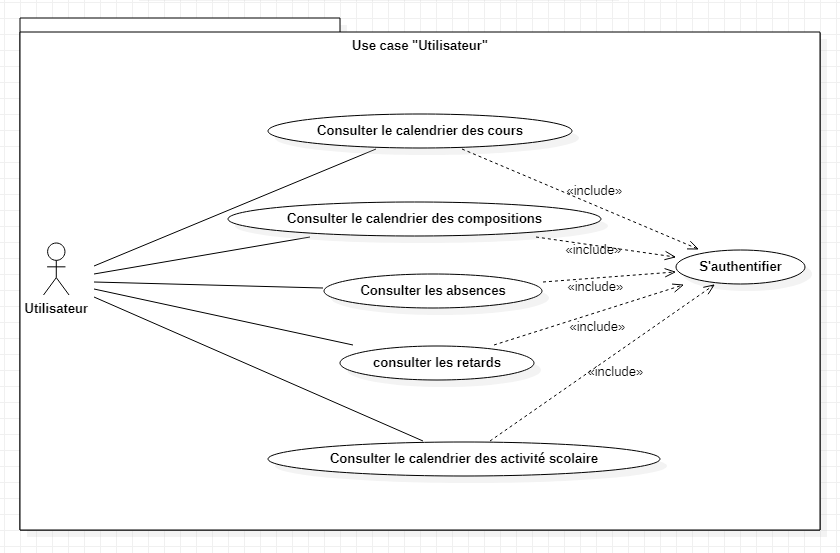 Use case "Utilisateur"
Consulter le calendrier des cours
«include»
Consulter le calendrier des compositions
«include»
S'authentifier
Consulter les absences
«include»
Utilisateur
«include»
consulter les retards
«include»
Consulter le calendrier des activité scolaire